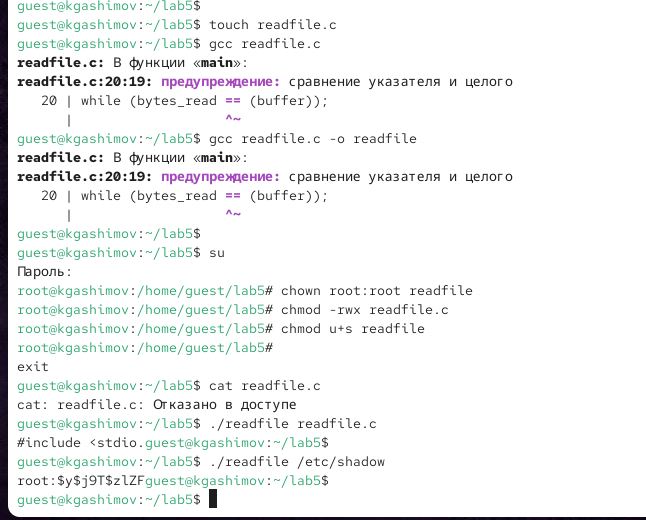 guest@kgashimov:~/lab5$
guest@kgashimov:~/lab5$ touch readfile.c
guest@kgashimov:~/lab5$ gcc readfile.c
readfile.c: В функции «main»:
readfile.c:20:19: предупреждение: сравнение указателя и целого
   20 | while (bytes_read == (buffer));
      |                   ^~
guest@kgashimov:~/lab5$ gcc readfile.c -o readfile
readfile.c: В функции «main»:
readfile.c:20:19: предупреждение: сравнение указателя и целого
   20 | while (bytes_read == (buffer));
      |                   ^~
guest@kgashimov:~/lab5$
guest@kgashimov:~/lab5$ su
Пароль:
root@kgashimov:/home/guest/lab5# chown root:root readfile
root@kgashimov:/home/guest/lab5# chmod -rwx readfile.c
root@kgashimov:/home/guest/lab5# chmod u+s readfile
root@kgashimov:/home/guest/lab5#
exit
guest@kgashimov:~/lab5$ cat readfile.c
cat: readfile.c: Отказано в доступе
guest@kgashimov:~/lab5$ ./readfile readfile.c
#include <stdio.guest@kgashimov:~/lab5$
guest@kgashimov:~/lab5$ ./readfile /etc/shadow
root:$y$j9T$zlZFguest@kgashimov:~/lab5$
guest@kgashimov:~/lab5$